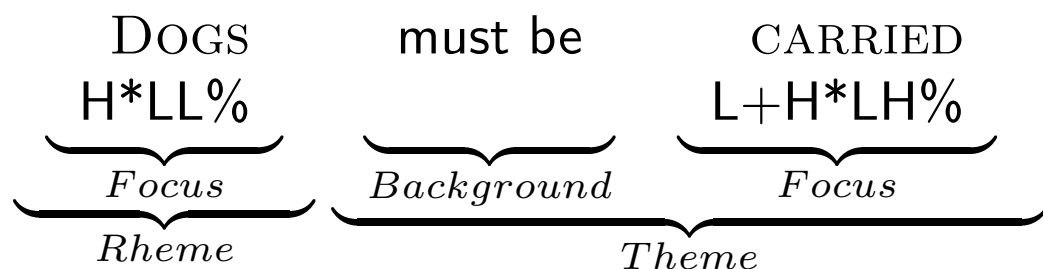 DOGS must be CARRIED
H*LL% L+H*LH%
Focus Background Focus
Rheme Theme